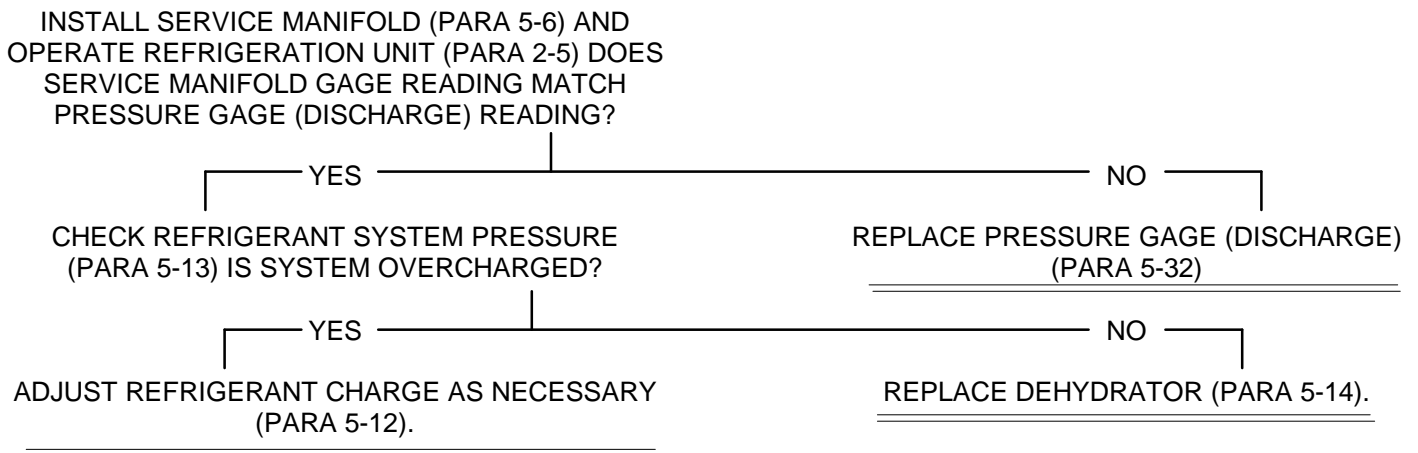 INSTALL SERVICE MANIFOLD (PARA 5-6) AND
OPERATE REFRIGERATION UNIT (PARA 2-5) DOES
SERVICE MANIFOLD GAGE READING MATCH
PRESSURE GAGE (DISCHARGE) READING?
YES
NO
CHECK REFRIGERANT SYSTEM PRESSURE
(PARA 5-13) IS SYSTEM OVERCHARGED?
REPLACE PRESSURE GAGE (DISCHARGE)
(PARA 5-32)
YES
NO
ADJUST REFRIGERANT CHARGE AS NECESSARY
(PARA 5-12).
REPLACE DEHYDRATOR (PARA 5-14).